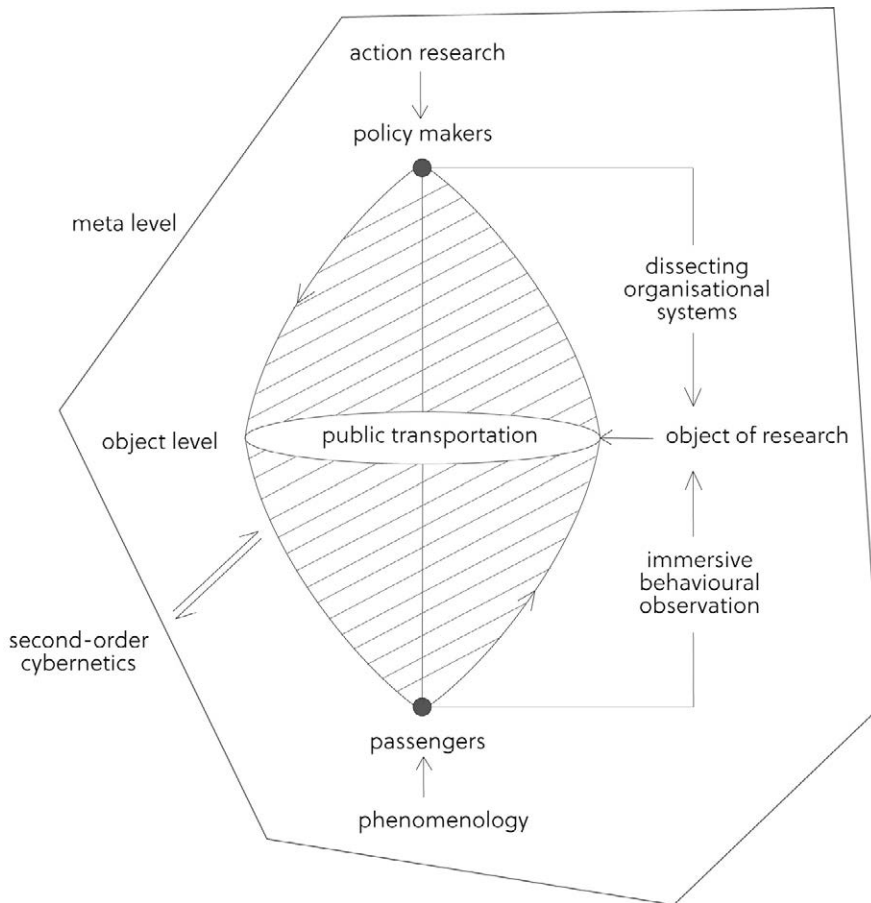 action research
policy makers
meta level
dissecting
organisational
systems
object level
public transportation
object of research
immersive
behavioural
observation
second-order
cybernetics
passengers
phenomenology